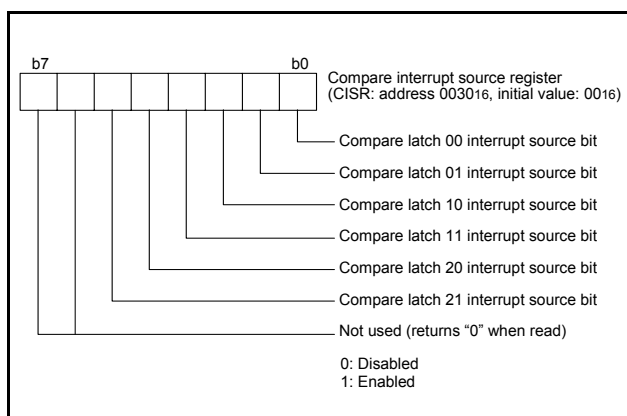 b7 b0
Compare interrupt source register
(CISR: address 003016, initial value: 0016)
Compare latch 00 interrupt source bit
Compare latch 01 interrupt source bit
Compare latch 10 interrupt source bit
Compare latch 11 interrupt source bit
Compare latch 20 interrupt source bit
Compare latch 21 interrupt source bit
Not used (returns “0” when read)
0: Disabled
1: Enabled